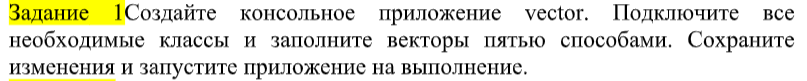 Задание 1Создайте консольное приложение vector. Подключите все
необходимые классы и заполните векторы пятью способами. Сохраните
изменения и запустите приложение на выполнение.